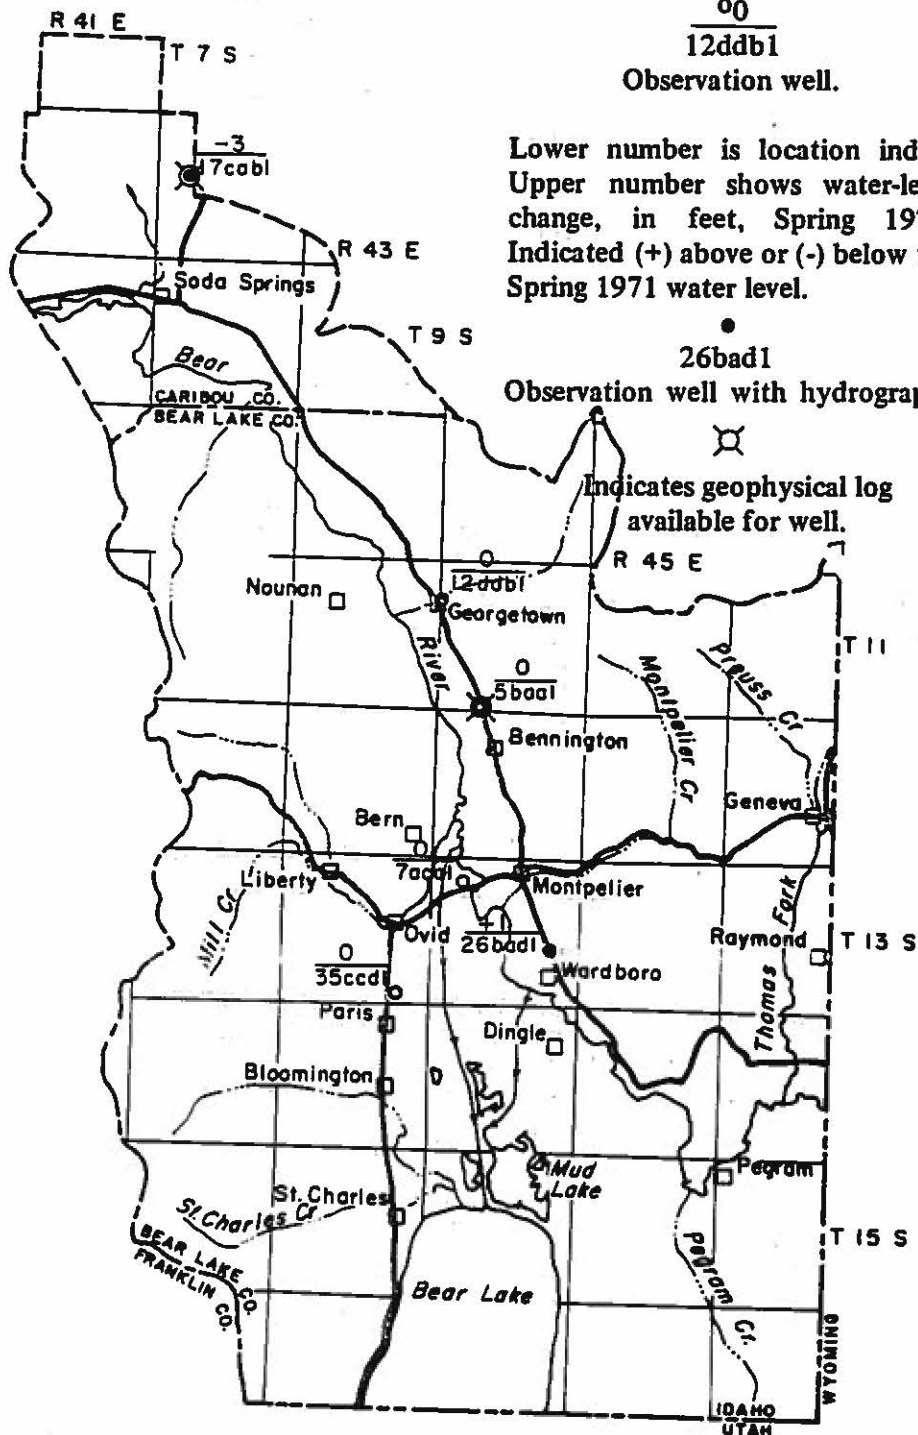 R 41 E
T 7 S
o0
12ddb1
Observation well.
Lower number is location ind
Upper number shows water-le
change, in feet, Spring 19
Indicated (+) above or (-) below
Spring 1971 water level.
26bad1
Observation well with hydrograp
Indicates geophysical log
available for well.
-3
17cab1
R 43 E
Soda Springs
T 9 S
Bear
CARIBOU CO.
BEAR LAKE CO.
R 45 E
0
12ddb1
Nounan
Georgetown
T 11
River
0
5baa1
Montpelier Cr
Preuss Cr
Bennington
Geneva
Bern
0
7aca1
Liberty
Montpelier
Mill Cr
Ovid
+1
26bad1
Fork
Raymond
T 13 S
0
35ccd1
Wardboro
Paris
Dingle
Thomas
Bloomington
Mud
Lake
Pegram
St. Charles
St. Charles Cr
T 15 S
BEAR LAKE CO.
FRANKLIN CO.
Bear Lake
Pegram Cr.
WYOMING
IDAHO
UTAH